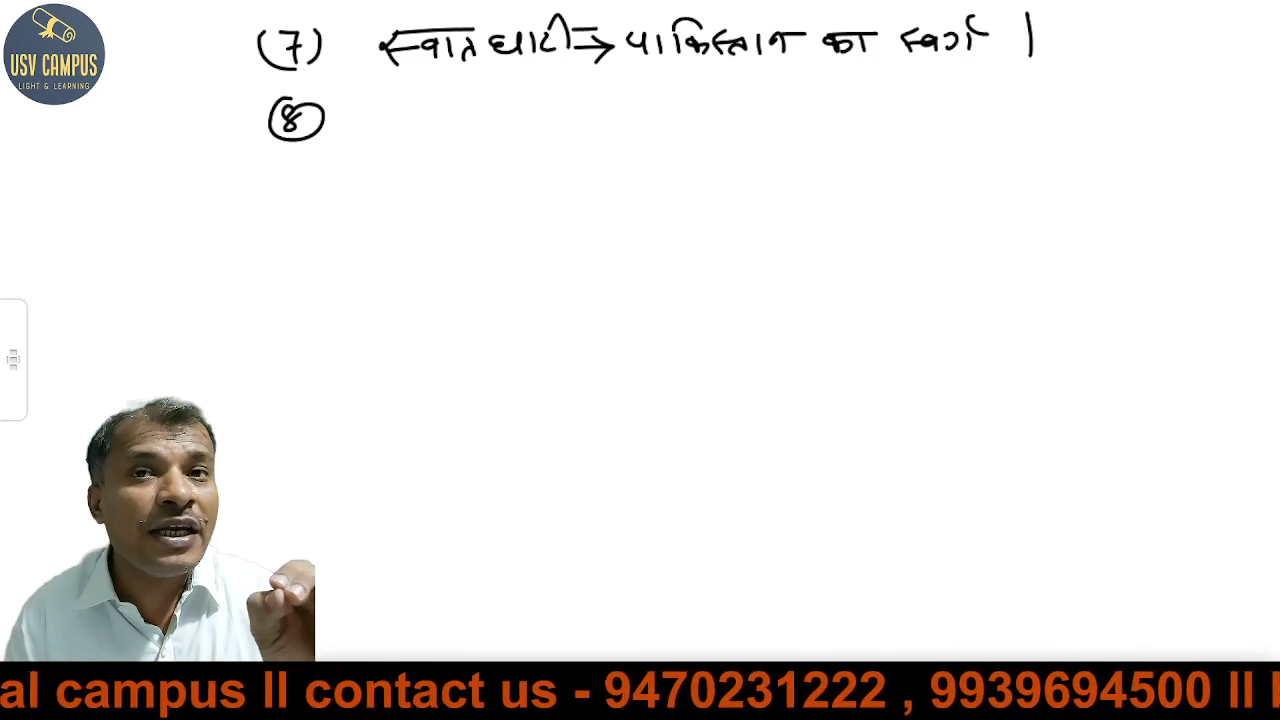 USV CAMPUS
LIGHT & LEARNING
(7) स्वात घाटी → पाकिस्तान का स्वर्ग |
8
al campus ll contact us - 9470231222 , 9939694500 ll